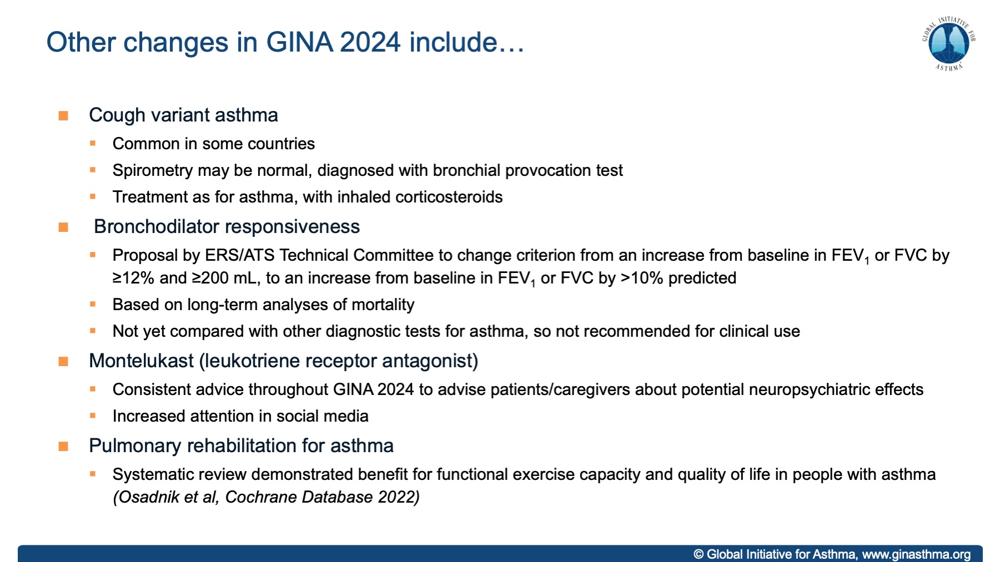 Other changes in GINA 2024 include…
GLOBAL INITIATIVE FOR ASTHMA
Cough variant asthma
Common in some countries
Spirometry may be normal, diagnosed with bronchial provocation test
Treatment as for asthma, with inhaled corticosteroids
Bronchodilator responsiveness
Proposal by ERS/ATS Technical Committee to change criterion from an increase from baseline in FEV₁ or FVC by
≥12% and ≥200 mL, to an increase from baseline in FEV₁ or FVC by >10% predicted
Based on long-term analyses of mortality
Not yet compared with other diagnostic tests for asthma, so not recommended for clinical use
Montelukast (leukotriene receptor antagonist)
Consistent advice throughout GINA 2024 to advise patients/caregivers about potential neuropsychiatric effects
Increased attention in social media
Pulmonary rehabilitation for asthma
Systematic review demonstrated benefit for functional exercise capacity and quality of life in people with asthma
(Osadnik et al, Cochrane Database 2022)
© Global Initiative for Asthma, www.ginasthma.org